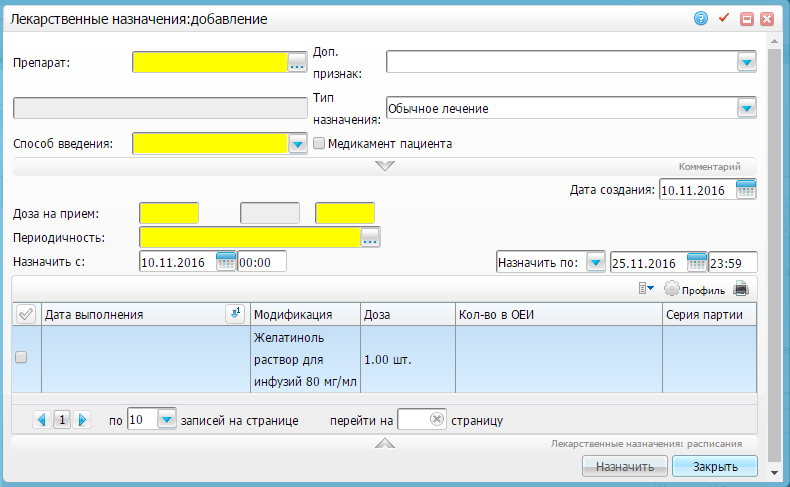 Лекарственные назначения:добавление
Препарат:
...
Доп.
признак:
Тип
назначения:
Обычное лечение
Способ введения:
Медикамент пациента
Комментарий
Дата создания:
10.11.2016
Доза на прием:
Периодичность:
...
Назначить с:
10.11.2016
00:00
Назначить по:
25.11.2016
23:59
Профиль
Дата выполнения
Модификация
Доза
Кол-во в ОЕИ
Серия партии
Желатиноль
раствор для
инфузий 80 мг/мл
1.00 шт.
1
по
10
записей на странице
перейти на
страницу
Лекарственные назначения: расписания
Назначить
Закрыть